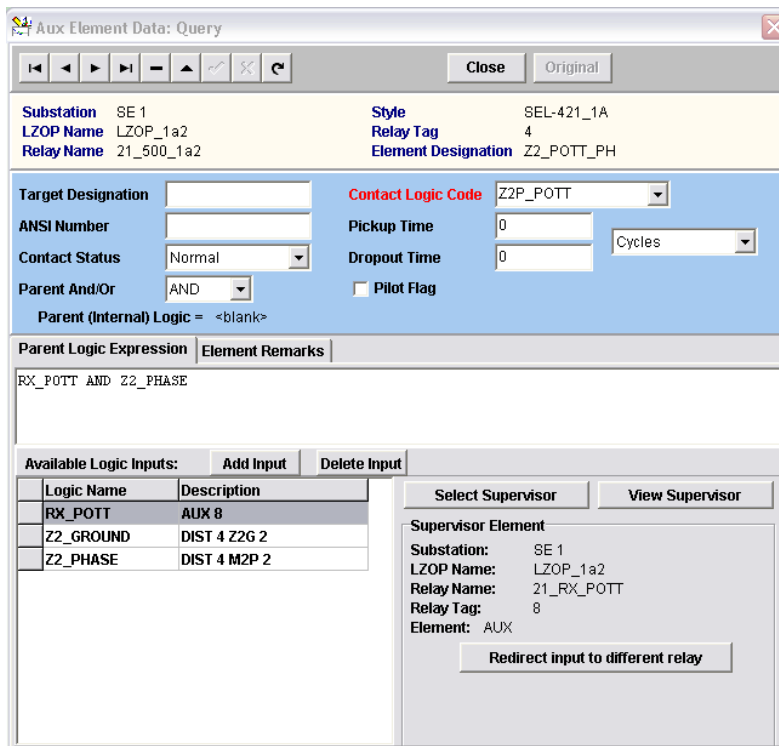 Aux Element Data: Query
Close Original
Substation SE 1 Style SEL-421_1A
LZOP Name LZOP_1a2 Relay Tag 4
Relay Name 21_500_1a2 Element Designation Z2_POTT_PH
Target Designation Contact Logic Code Z2P_POTT
ANSI Number Pickup Time 0 Cycles
Contact Status Normal Dropout Time 0
Parent And/Or AND Pilot Flag
Parent (Internal) Logic = <blank>
Parent Logic Expression Element Remarks
RX_POTT AND Z2_PHASE
Available Logic Inputs: Add Input Delete Input
Logic Name Description Select Supervisor View Supervisor
RX_POTT AUX 8
Z2_GROUND DIST 4 Z2G 2
Z2_PHASE DIST 4 M2P 2
Supervisor Element
Substation: SE 1
LZOP Name: LZOP_1a2
Relay Name: 21_RX_POTT
Relay Tag: 8
Element: AUX
Redirect input to different relay